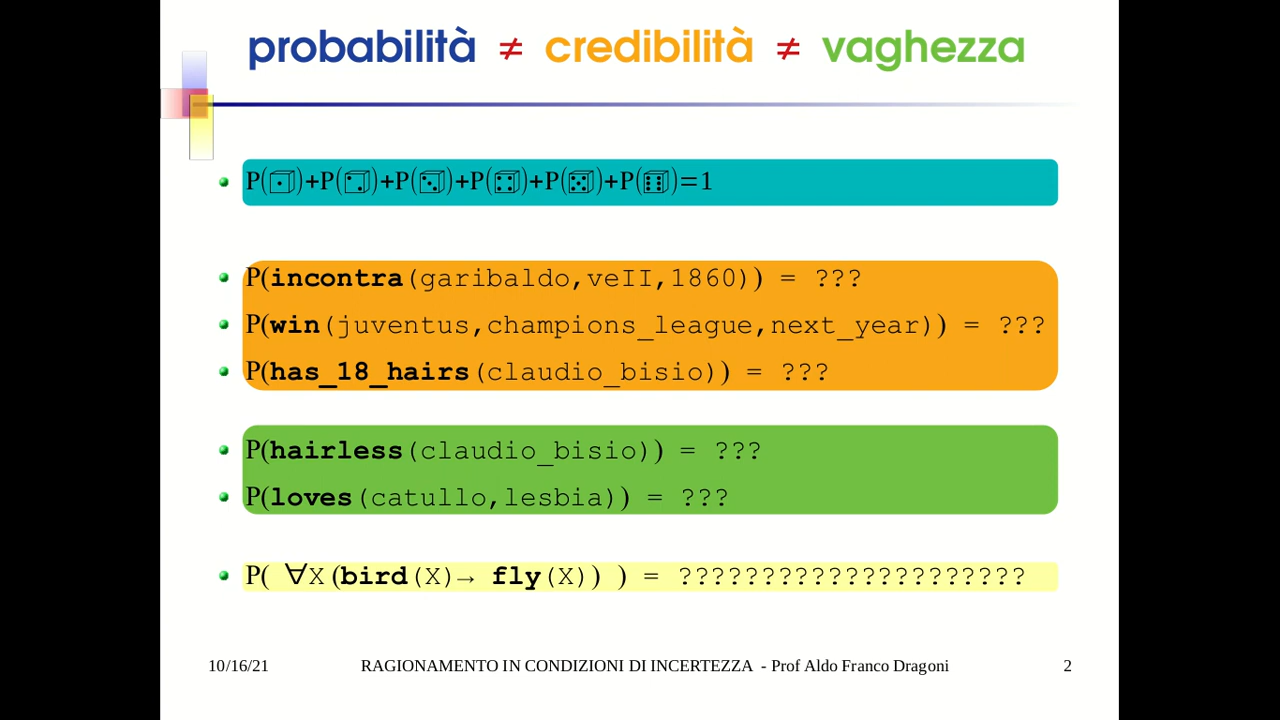 probabilità ≠ credibilità ≠ vaghezza
P(⚀)+P(⚁)+P(⚂)+P(⚃)+P(⚄)+P(⚅)=1
P(incontra(garibaldo,veII,1860)) = ???
P(win(juventus,champions_league,next_year)) = ???
P(has_18_hairs(claudio_bisio)) = ???
P(hairless(claudio_bisio)) = ???
P(loves(catullo,lesbia)) = ???
P( ∀X (bird(X)→ fly(X)) ) = ?????????????????????
10/16/21 RAGIONAMENTO IN CONDIZIONI DI INCERTEZZA - Prof Aldo Franco Dragoni 2